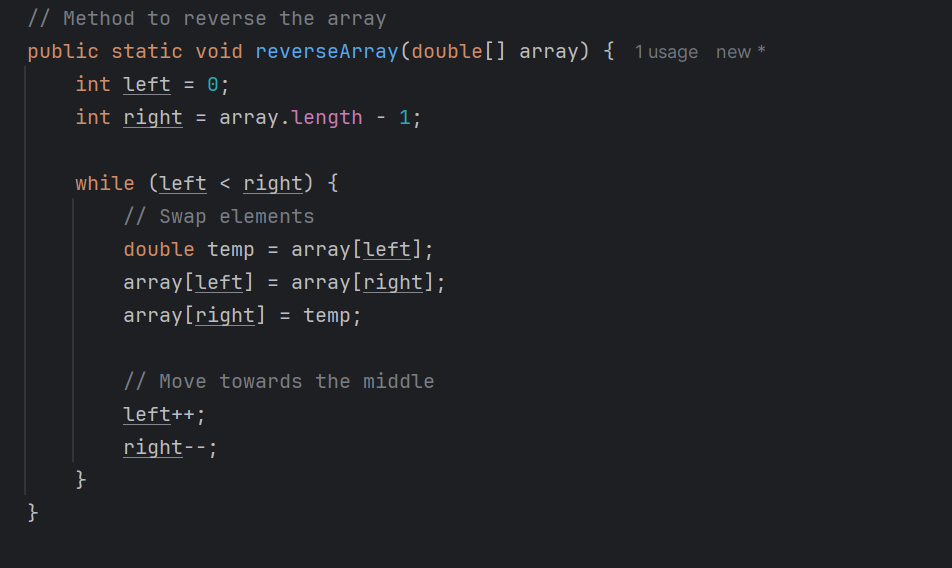 // Method to reverse the array
public static void reverseArray(double[] array) { 1 usage new *
    int left = 0;
    int right = array.length - 1;

    while (left < right) {
        // Swap elements
        double temp = array[left];
        array[left] = array[right];
        array[right] = temp;

        // Move towards the middle
        left++;
        right--;
    }
}